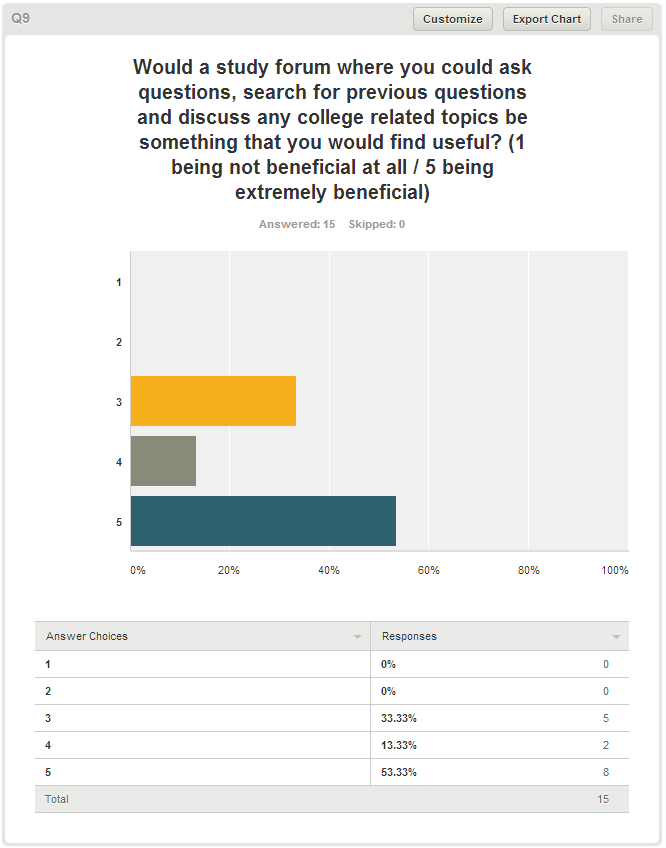 Q9
Customize
Export Chart
Share
Would a study forum where you could ask
questions, search for previous questions
and discuss any college related topics be
something that you would find useful? (1
being not beneficial at all / 5 being
extremely beneficial)
Answered: 15 Skipped: 0
1
2
3
4
5
0% 20% 40% 60% 80% 100%
Answer Choices Responses
1 0% 0
2 0% 0
3 33.33% 5
4 13.33% 2
5 53.33% 8
Total 15